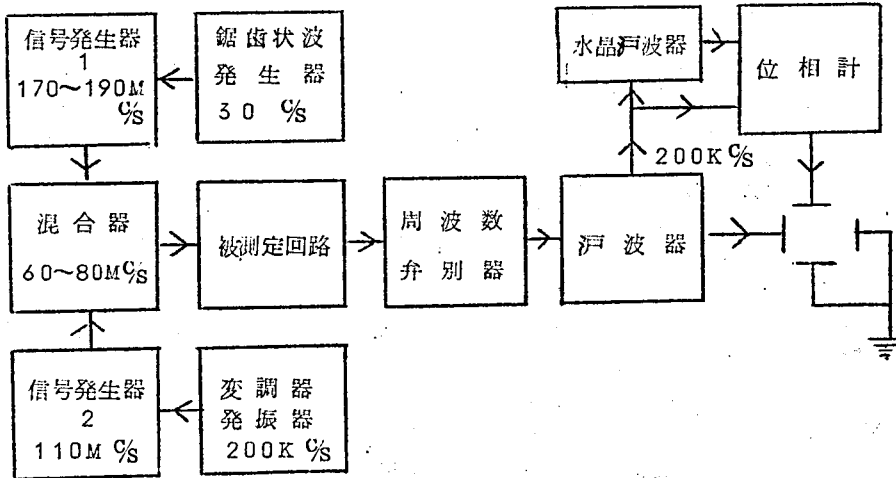 信号発生器
1
170～190M
c/s
鋸歯状波
発生器
30 c/s
水晶戸波器
位相計
200K c/s
混合器
60～80M c/s
被測定回路
周波数
弁別器
戸波器
信号発生器
2
110M c/s
変調器
発振器
200K c/s